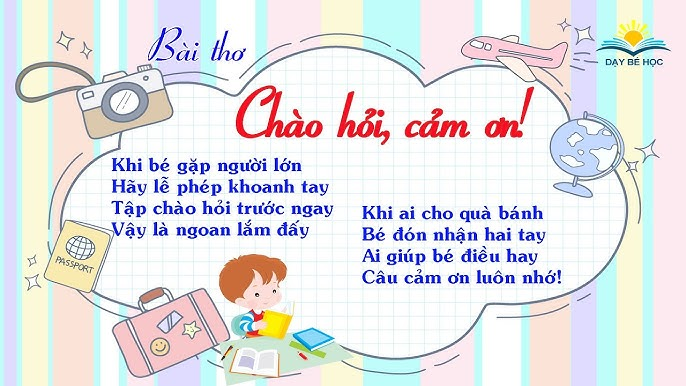 Bài thơ
DẠY BÉ HỌC
Chào hỏi, cảm ơn!
Khi bé gặp người lớn
Hãy lễ phép khoanh tay
Tập chào hỏi trước ngay
Vậy là ngoan lắm đấy
Khi ai cho quà bánh
Bé đón nhận hai tay
Ai giúp bé điều hay
Câu cảm ơn luôn nhớ!
PASSPORT